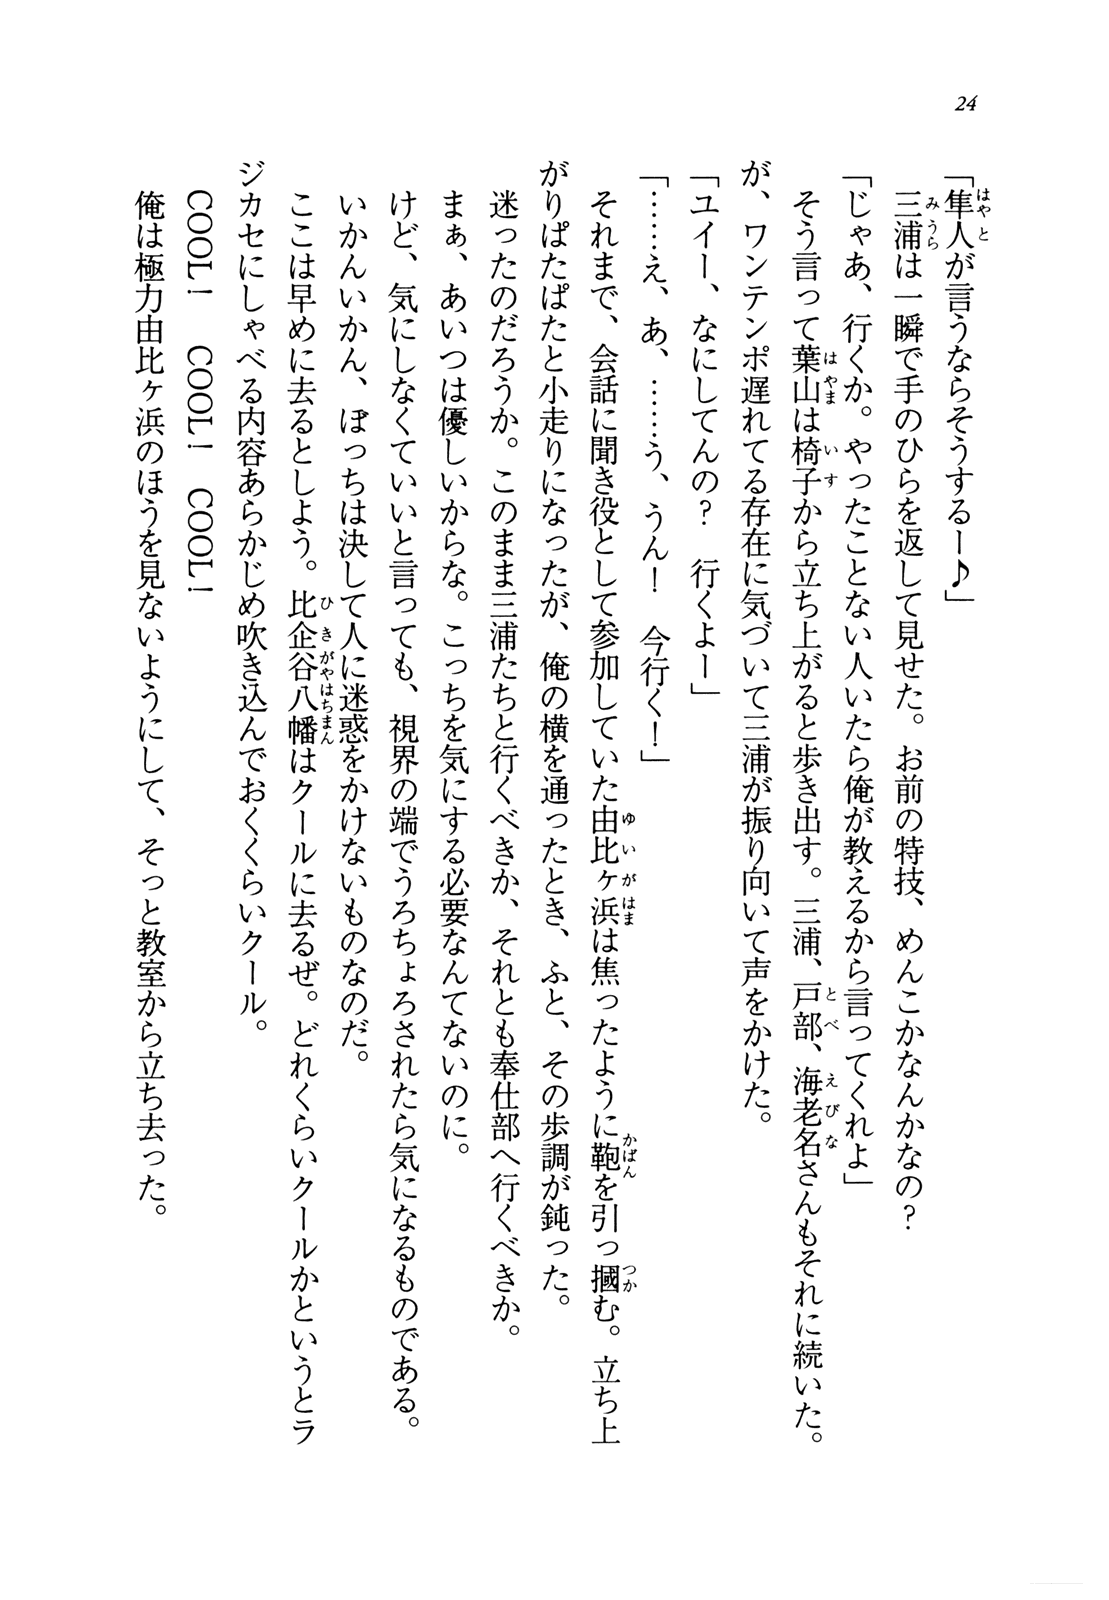 24
「隼人が言うならそうするー♪」
三浦は一瞬で手のひらを返して見せた。お前の特技、めんこかなんかなの？
「じゃあ、行くか。やったことない人いたら俺が教えるから言ってくれよ」
そう言って葉山は椅子から立ち上がると歩き出す。三浦、戸部、海老名さんもそれに続いた。
が、ワンテンポ遅れてる存在に気づいて三浦が振り向いて声をかけた。
「ユイー、なにしてんの？　行くよー」
「……え、あ、……う、うん！　今行く！」
それまで、会話に聞き役として参加していた由比ヶ浜は焦ったように鞄を引っ摑む。立ち上
がりぱたぱたと小走りになったが、俺の横を通ったとき、ふと、その歩調が鈍った。
迷ったのだろうか。このまま三浦たちと行くべきか、それとも奉仕部へ行くべきか。
まぁ、あいつは優しいからな。こっちを気にする必要なんてないのに。
けど、気にしなくていいと言っても、視界の端でうろちょろされたら気になるものである。
いかんいかん、ぼっちは決して人に迷惑をかけないものなのだ。
ここは早めに去るとしよう。比企谷八幡はクールに去るぜ。どれくらいクールかというとラ
ジカセにしゃべる内容あらかじめ吹き込んでおくくらいクール。
COOL！　COOL！　COOL！
俺は極力由比ヶ浜のほうを見ないようにして、そっと教室から立ち去った。